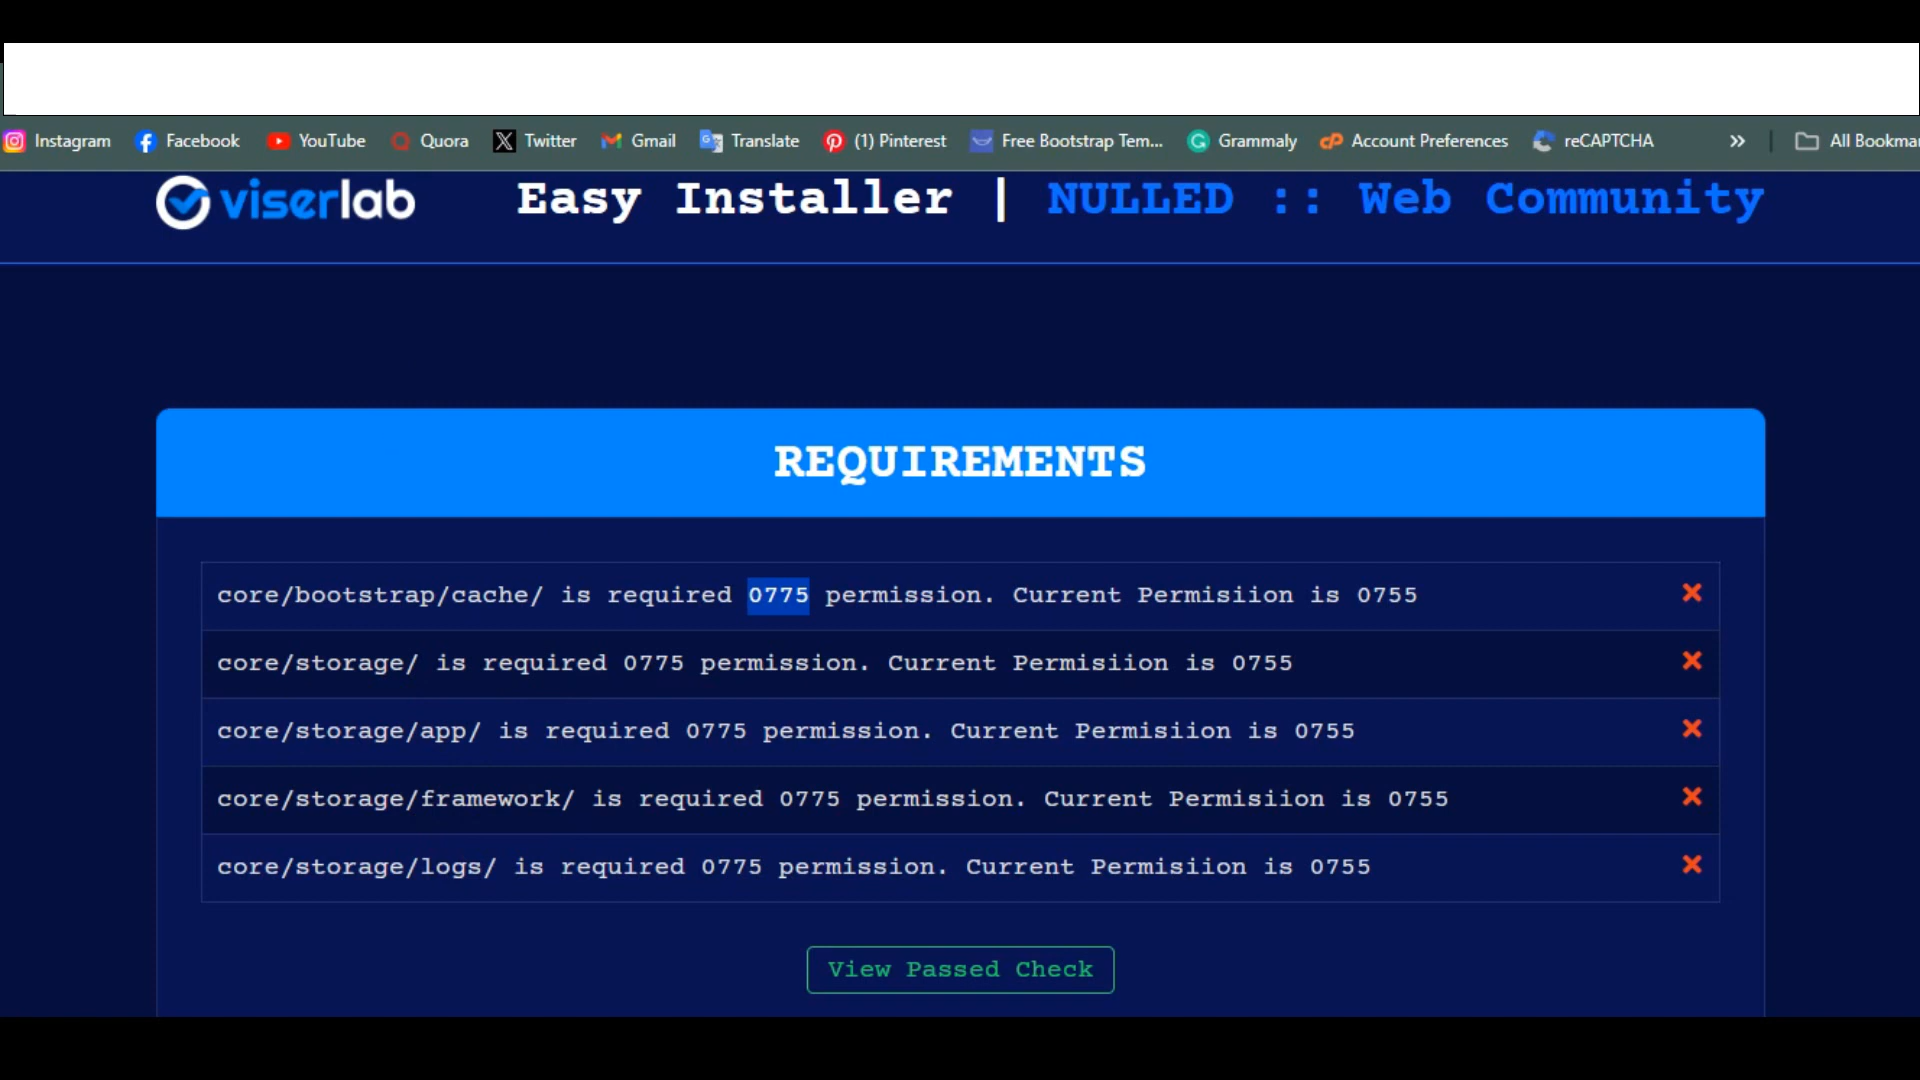 Instagram Facebook YouTube Quora Twitter Gmail Translate (1) Pinterest Free Bootstrap Tem... Grammaly Account Preferences reCAPTCHA » All Bookmar
viserlab Easy Installer | NULLED :: Web Community
REQUIREMENTS
core/bootstrap/cache/ is required 0775 permission. Current Permisiion is 0755
core/storage/ is required 0775 permission. Current Permisiion is 0755
core/storage/app/ is required 0775 permission. Current Permisiion is 0755
core/storage/framework/ is required 0775 permission. Current Permisiion is 0755
core/storage/logs/ is required 0775 permission. Current Permisiion is 0755
View Passed Check